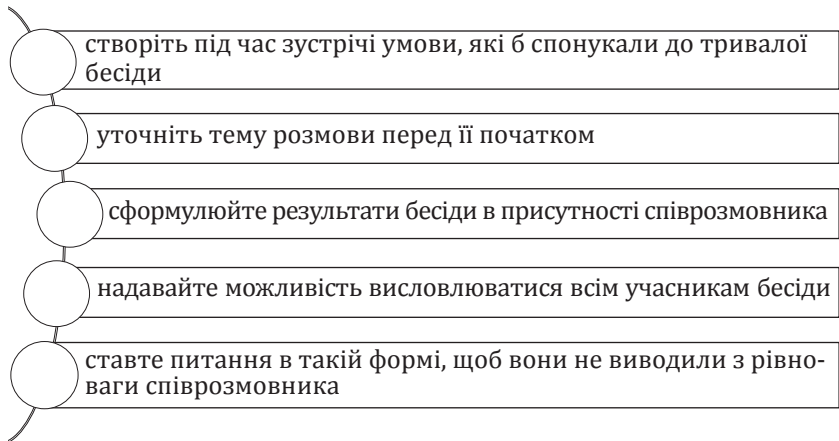 створіть під час зустрічі умови, які б спонукали до тривалої
бесіди
уточніть тему розмови перед її початком
сформулюйте результати бесіди в присутності співрозмовника
надавайте можливість висловлюватися всім учасникам бесіди
ставте питання в такій формі, щоб вони не виводили з рівно-
ваги співрозмовника